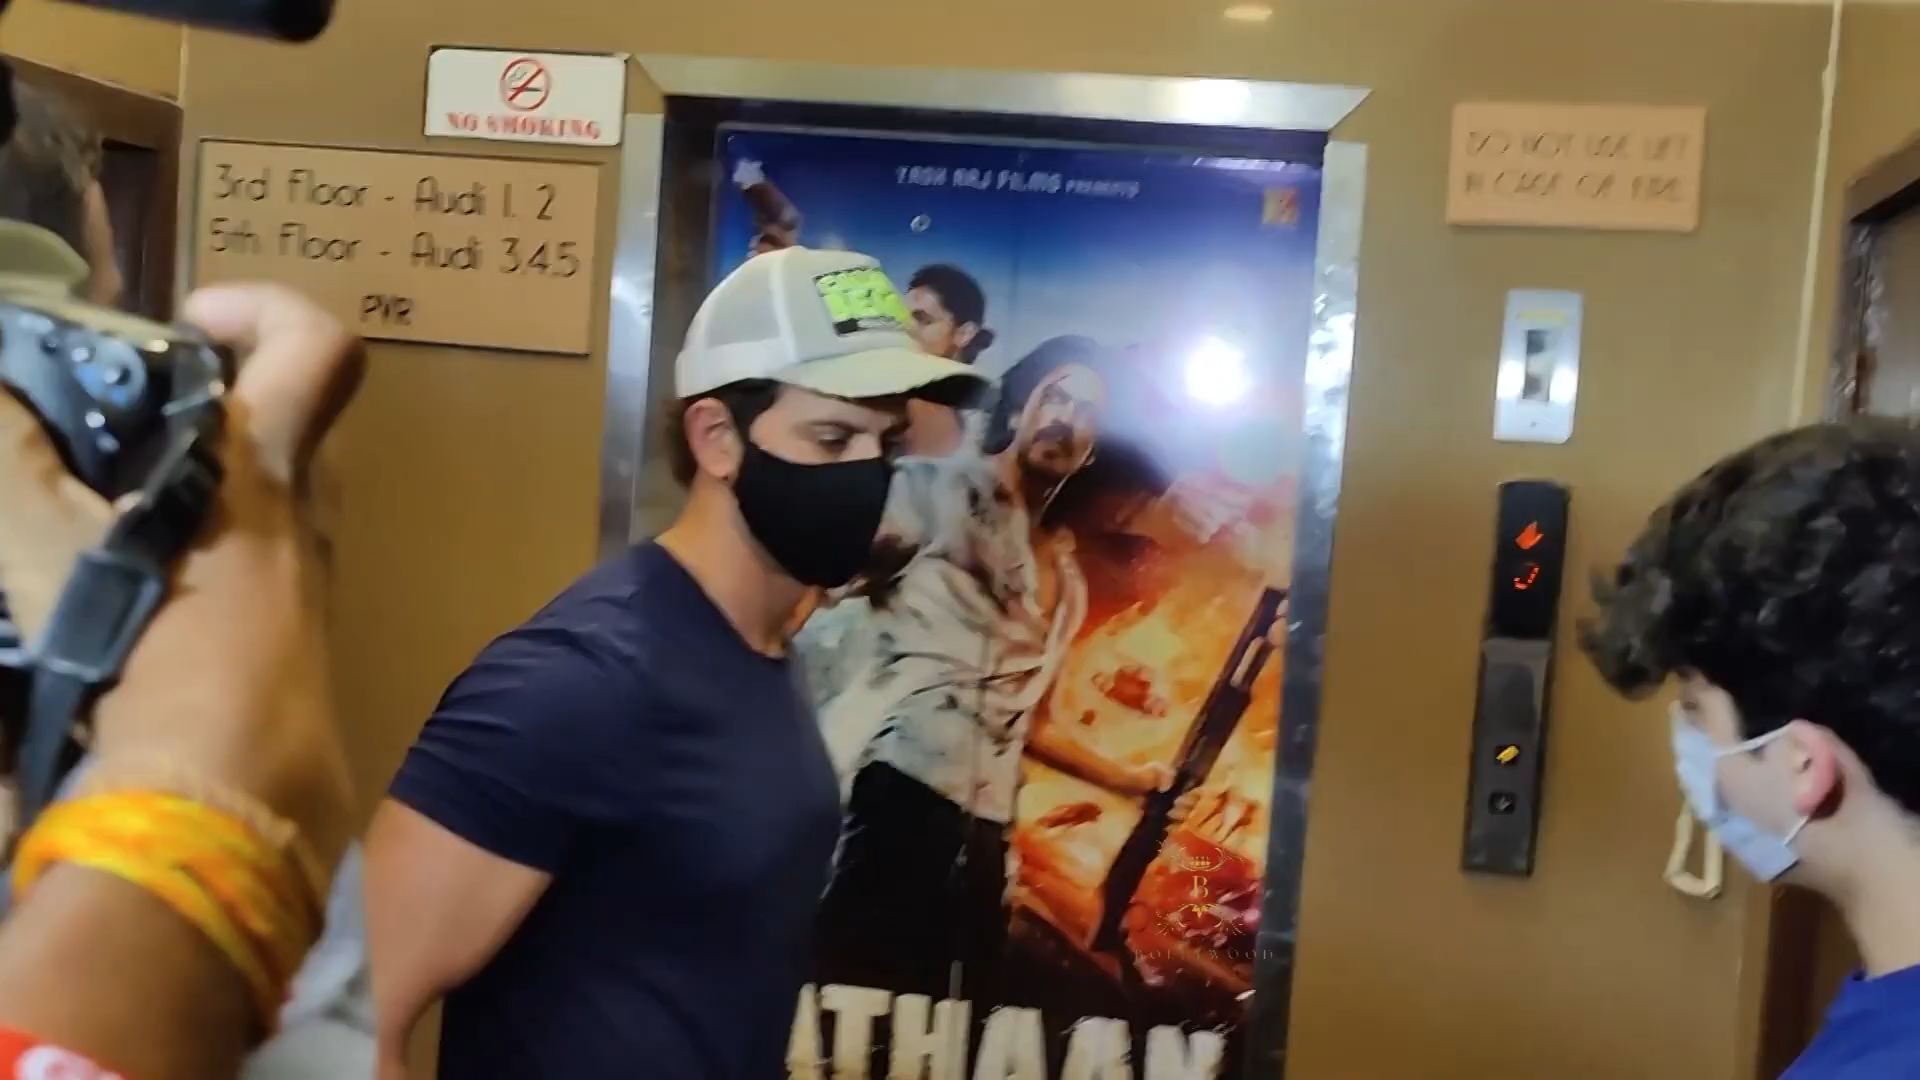 NO SMOKING
3rd Floor - Audi 1. 2
5th Floor - Audi 3.4.5
PVR
YASH RAJ FILMS PRESENTS
DO NOT USE LIFT
IN CASE OF FIRE
B
BOLLYWOOD
ATHAAN